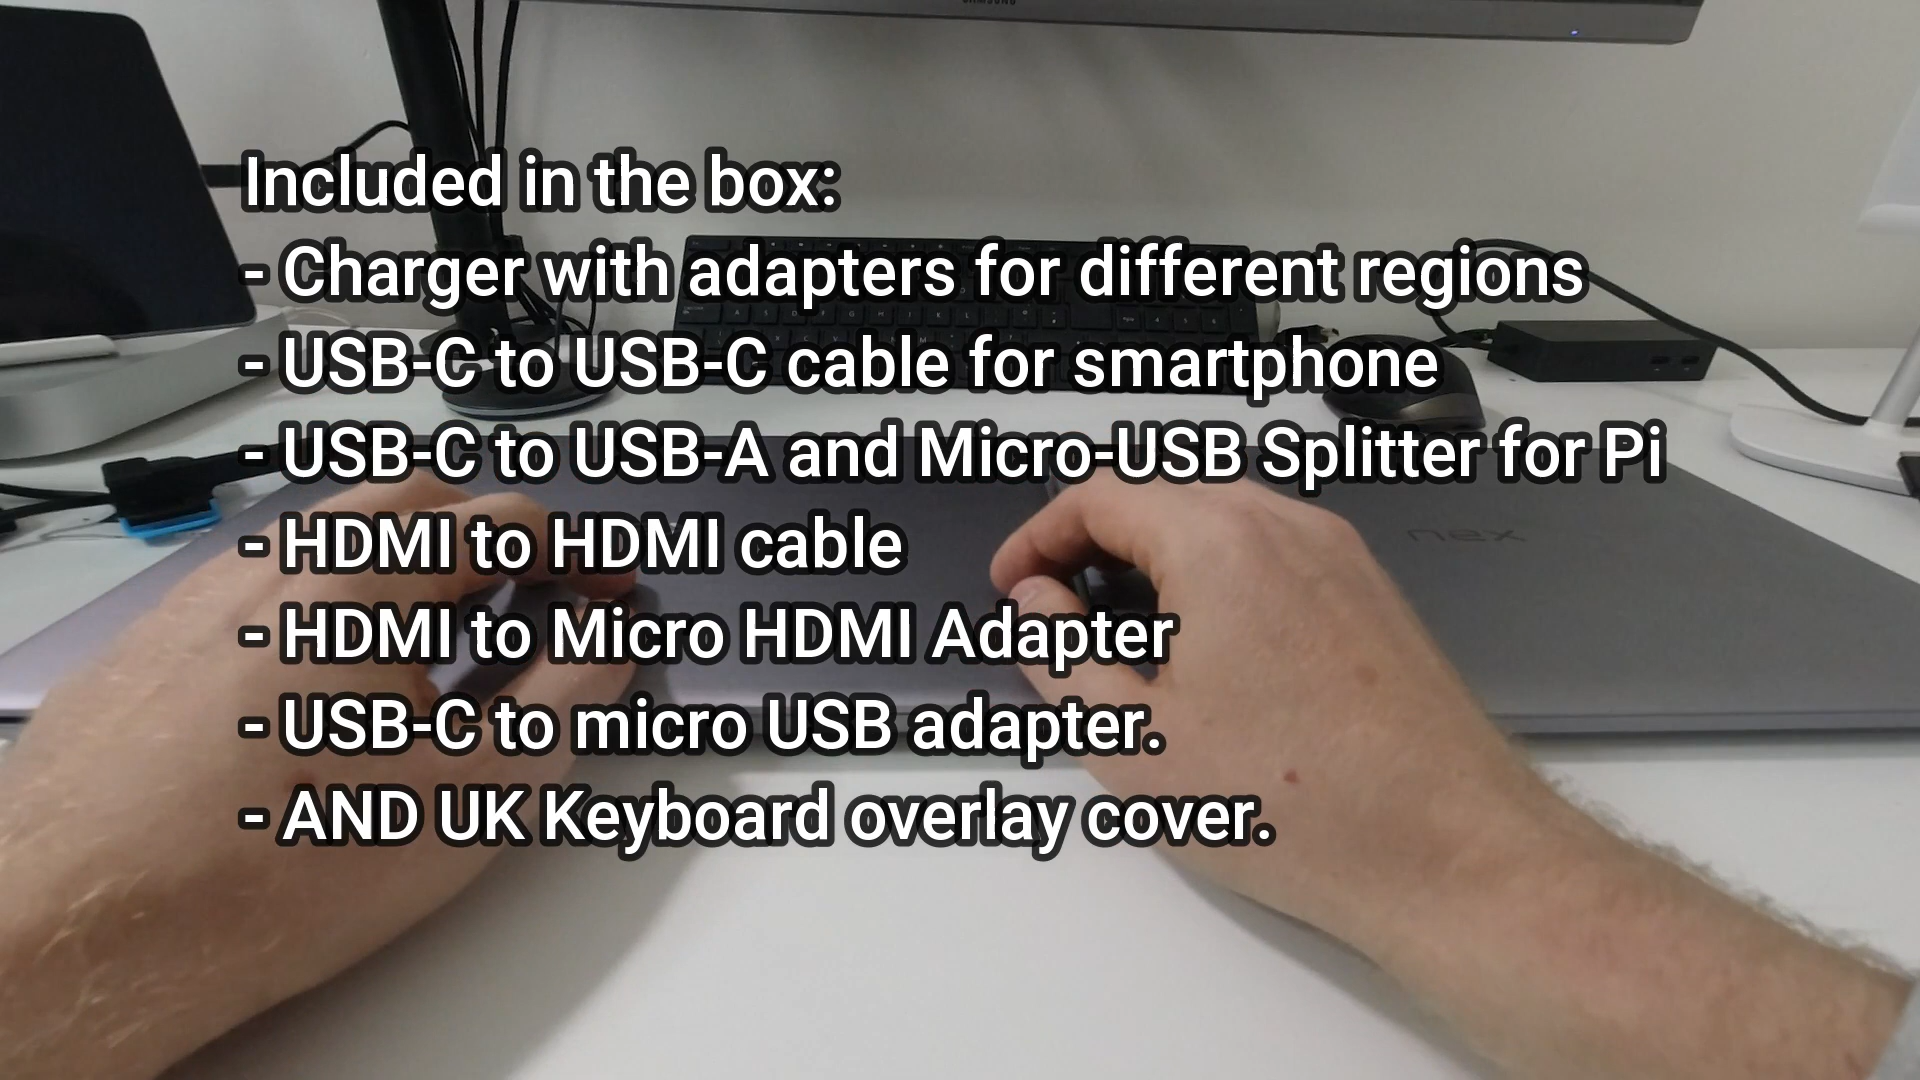 SAMSUNG
Included in the box:
- Charger with adapters for different regions
- USB-C to USB-C cable for smartphone
- USB-C to USB-A and Micro-USB Splitter for Pi
- HDMI to HDMI cable
- HDMI to Micro HDMI Adapter
- USB-C to micro USB adapter.
- AND UK Keyboard overlay cover.
nex